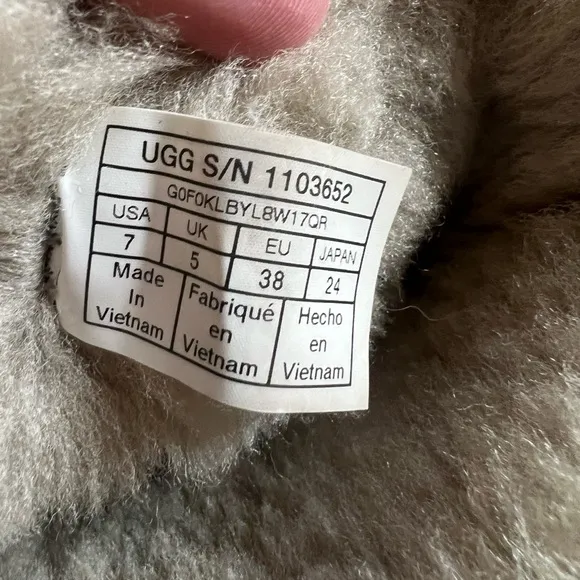 UGG S/N 1103652
G0F0KLBYL8W17QR
USA UK EU JAPAN
7 5 38 24
Made In Vietnam
Fabriqué en Vietnam
Hecho en Vietnam